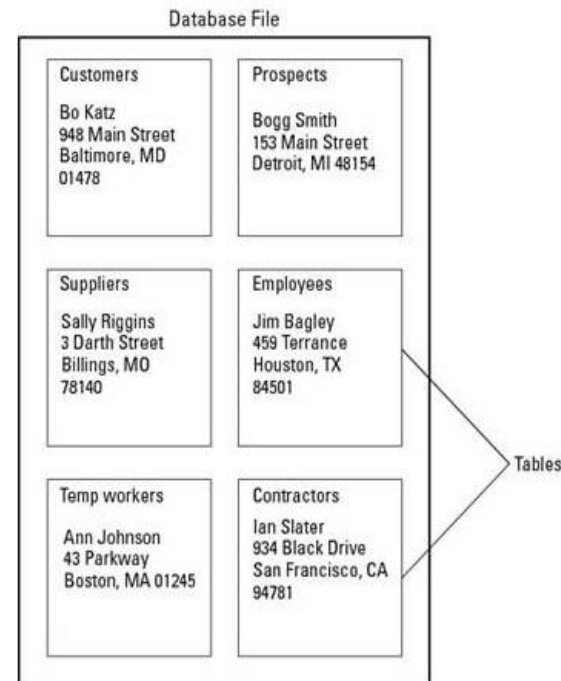 Database File
Customers
Bo Katz
948 Main Street
Baltimore, MD
01478
Prospects
Bogg Smith
153 Main Street
Detroit, MI 48154
Suppliers
Sally Riggins
3 Darth Street
Billings, MO
78140
Employees
Jim Bagley
459 Terrance
Houston, TX
84501
Tables
Temp workers
Ann Johnson
43 Parkway
Boston, MA 01245
Contractors
Ian Slater
934 Black Drive
San Francisco, CA
94781